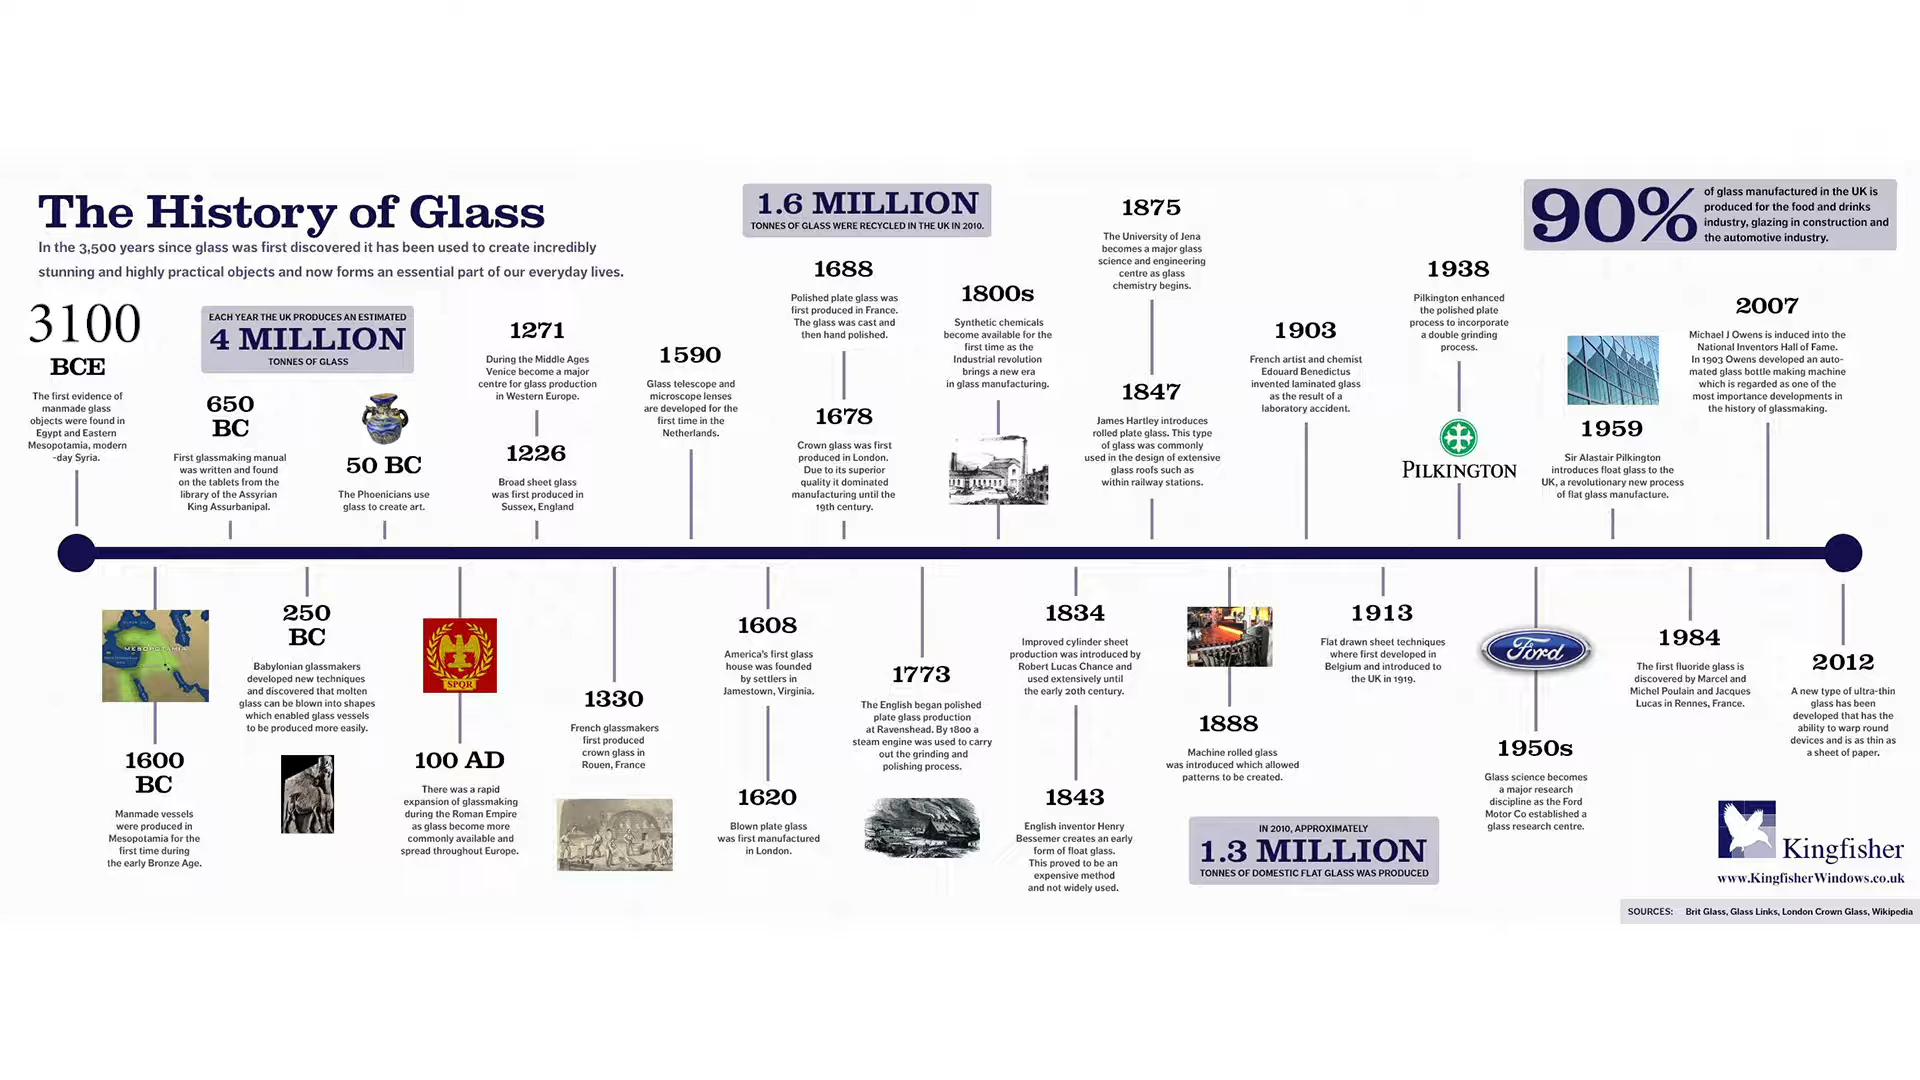 The History of Glass
In the 3,500 years since glass was first discovered it has been used to create incredibly
stunning and highly practical objects and now forms an essential part of our everyday lives.
1.6 MILLION
TONNES OF GLASS WERE RECYCLED IN THE UK IN 2010.
90%
of glass manufactured in the UK is
produced for the food and drinks
industry, glazing in construction and
the automotive industry.
3100
BCE
The first evidence of
manmade glass
objects were found in
Egypt and Eastern
Mesopotamia, modern
-day Syria.
EACH YEAR THE UK PRODUCES AN ESTIMATED
4 MILLION
TONNES OF GLASS
650
BC
First glassmaking manual
was written and found
on the tablets from the
library of the Assyrian
King Assurbanipal.
50 BC
The Phoenicians use
glass to create art.
1271
During the Middle Ages
Venice become a major
centre for glass production
in Western Europe.
1226
Broad sheet glass
was first produced in
Sussex, England
1590
Glass telescope and
microscope lenses
are developed for the
first time in the
Netherlands.
1688
Polished plate glass was
first produced in France.
The glass was cast and
then hand polished.
1678
Crown glass was first
produced in London.
Due to its superior
quality it dominated
manufacturing until the
19th century.
1800s
Synthetic chemicals
become available for the
first time as the
Industrial revolution
brings a new era
in glass manufacturing.
1875
The University of Jena
becomes a major glass
science and engineering
centre as glass
chemistry begins.
1847
James Hartley introduces
rolled plate glass. This type
of glass was commonly
used in the design of extensive
glass roofs such as
within railway stations.
1903
French artist and chemist
Edouard Benedictus
invented laminated glass
as the result of a
laboratory accident.
1938
Pilkington enhanced
the polished plate
process to incorporate
a double grinding
process.
PILKINGTON
1959
Sir Alastair Pilkington
introduces float glass to the
UK, a revolutionary new process
of flat glass manufacture.
2007
Michael J Owens is induced into the
National Inventors Hall of Fame.
In 1903 Owens developed an auto-
mated glass bottle making machine
which is regarded as one of the
most importance developments in
the history of glassmaking.
MESOPOTAMIA
1600
BC
Manmade vessels
were produced in
Mesopotamia for the
first time during
the early Bronze Age.
250
BC
Babylonian glassmakers
developed new techniques
and discovered that molten
glass can be blown into shapes
which enabled glass vessels
to be produced more easily.
SPQR
100 AD
There was a rapid
expansion of glassmaking
during the Roman Empire
as glass become more
commonly available and
spread throughout Europe.
1330
French glassmakers
first produced
crown glass in
Rouen, France
1608
America's first glass
house was founded
by settlers in
Jamestown, Virginia.
1620
Blown plate glass
was first manufactured
in London.
1773
The English began polished
plate glass production
at Ravenshead. By 1800 a
steam engine was used to carry
out the grinding and
polishing process.
1834
Improved cylinder sheet
production was introduced by
Robert Lucas Chance and
used extensively until
the early 20th century.
1843
English inventor Henry
Bessemer creates an early
form of float glass.
This proved to be an
expensive method
and not widely used.
1888
Machine rolled glass
was introduced which allowed
patterns to be created.
IN 2010, APPROXIMATELY
1.3 MILLION
TONNES OF DOMESTIC FLAT GLASS WAS PRODUCED
1913
Flat drawn sheet techniques
where first developed in
Belgium and introduced to
the UK in 1919.
Ford
1950s
Glass science becomes
a major research
discipline as the Ford
Motor Co established a
glass research centre.
1984
The first fluoride glass is
discovered by Marcel and
Michel Poulain and Jacques
Lucas in Rennes, France.
2012
A new type of ultra-thin
glass has been
developed that has the
ability to warp round
devices and is as thin as
a sheet of paper.
Kingfisher
www.KingfisherWindows.co.uk
SOURCES: Brit Glass, Glass Links, London Crown Glass, Wikipedia